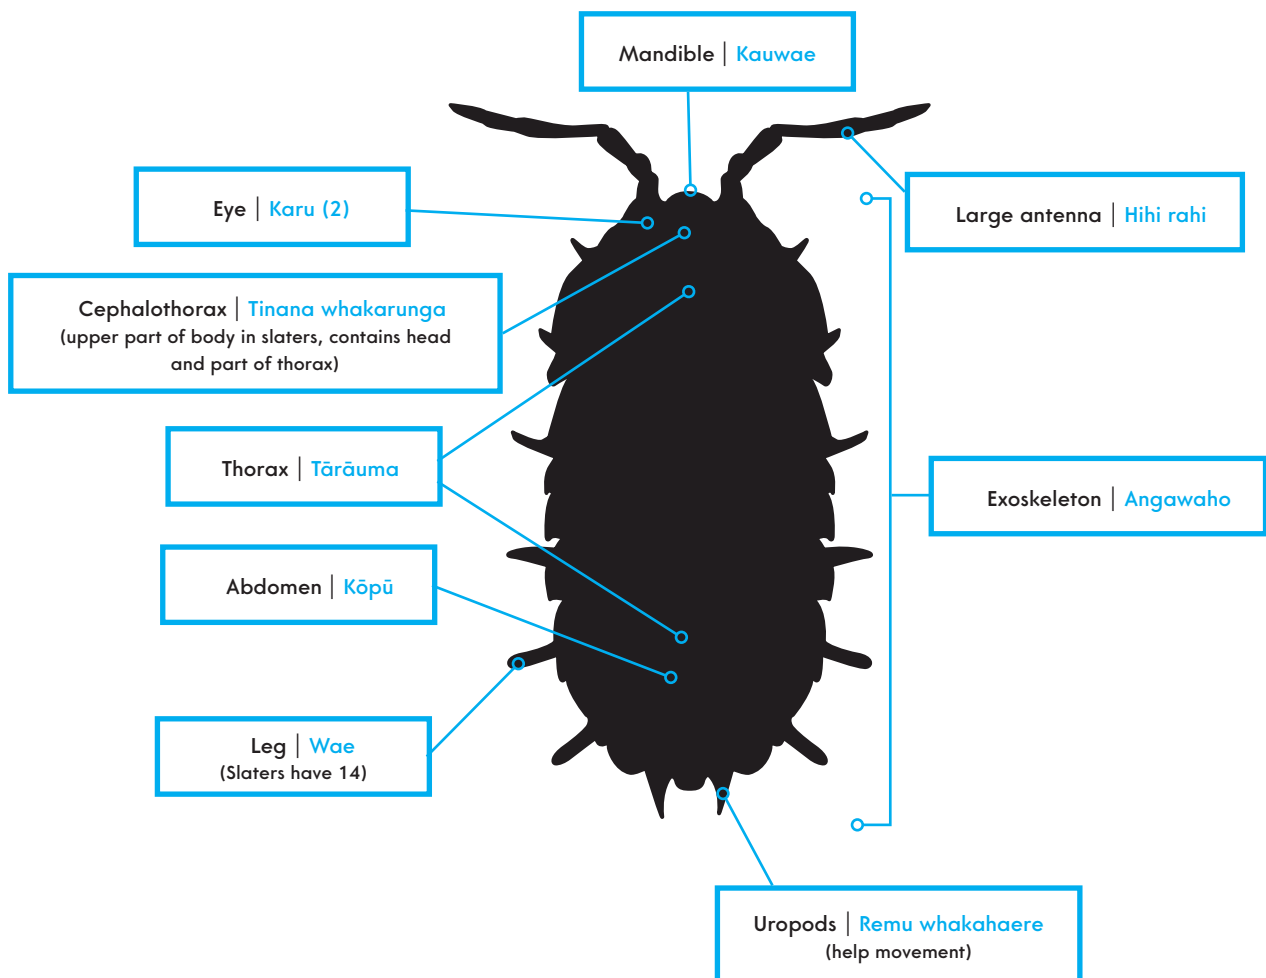 Mandible | Kauwae
Eye | Karu (2)
Large antenna | Hihi rahi
Cephalothorax | Tinana whakarunga
(upper part of body in slaters, contains head
and part of thorax)
Thorax | Tārāuma
Exoskeleton | Angawaho
Abdomen | Kōpū
Leg | Wae
(Slaters have 14)
Uropods | Remu whakahaere
(help movement)